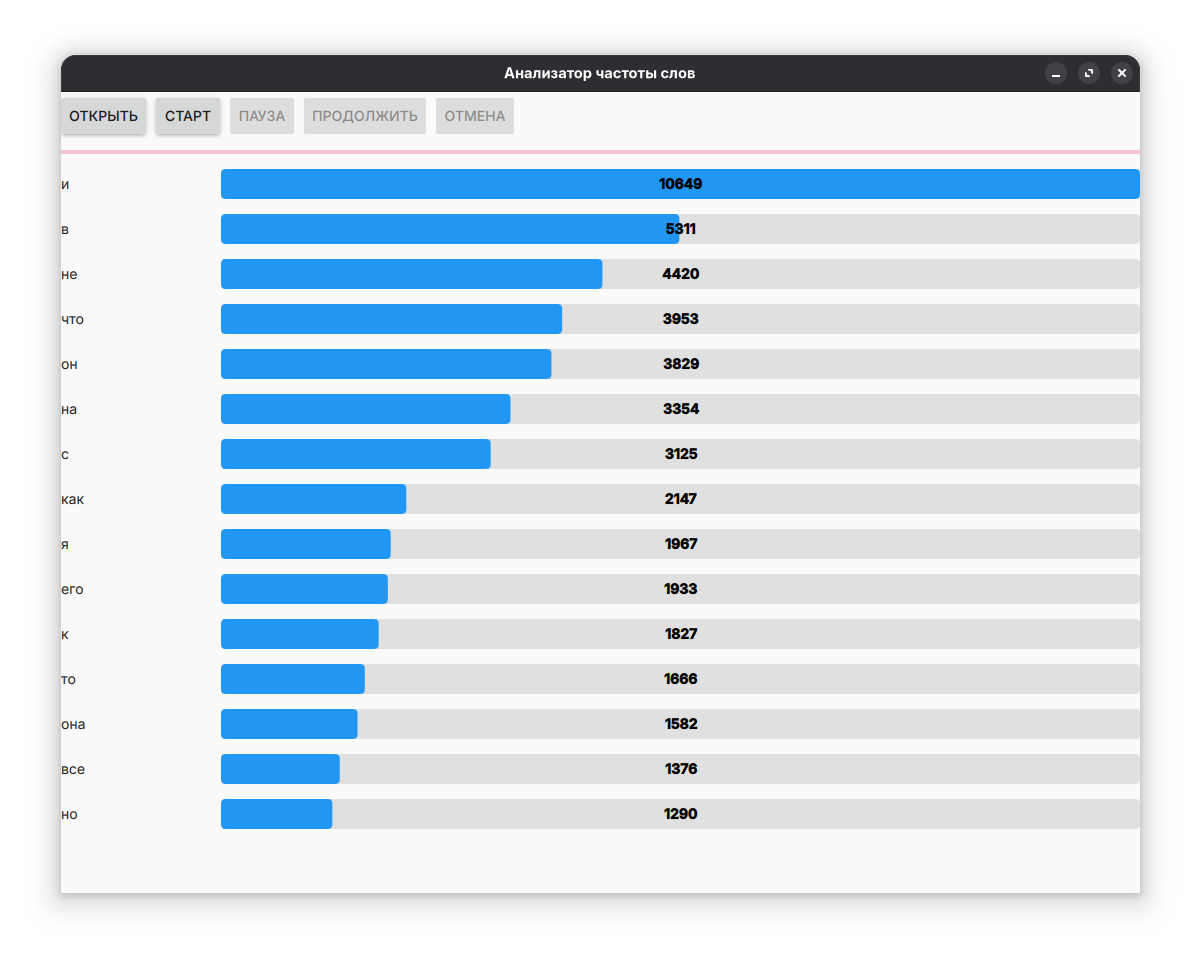 Анализатор частоты слов
ОТКРЫТЬ СТАРТ ПАУЗА ПРОДОЛЖИТЬ ОТМЕНА
и 10649
в 5311
не 4420
что 3953
он 3829
на 3354
с 3125
как 2147
я 1967
его 1933
к 1827
то 1666
она 1582
все 1376
но 1290